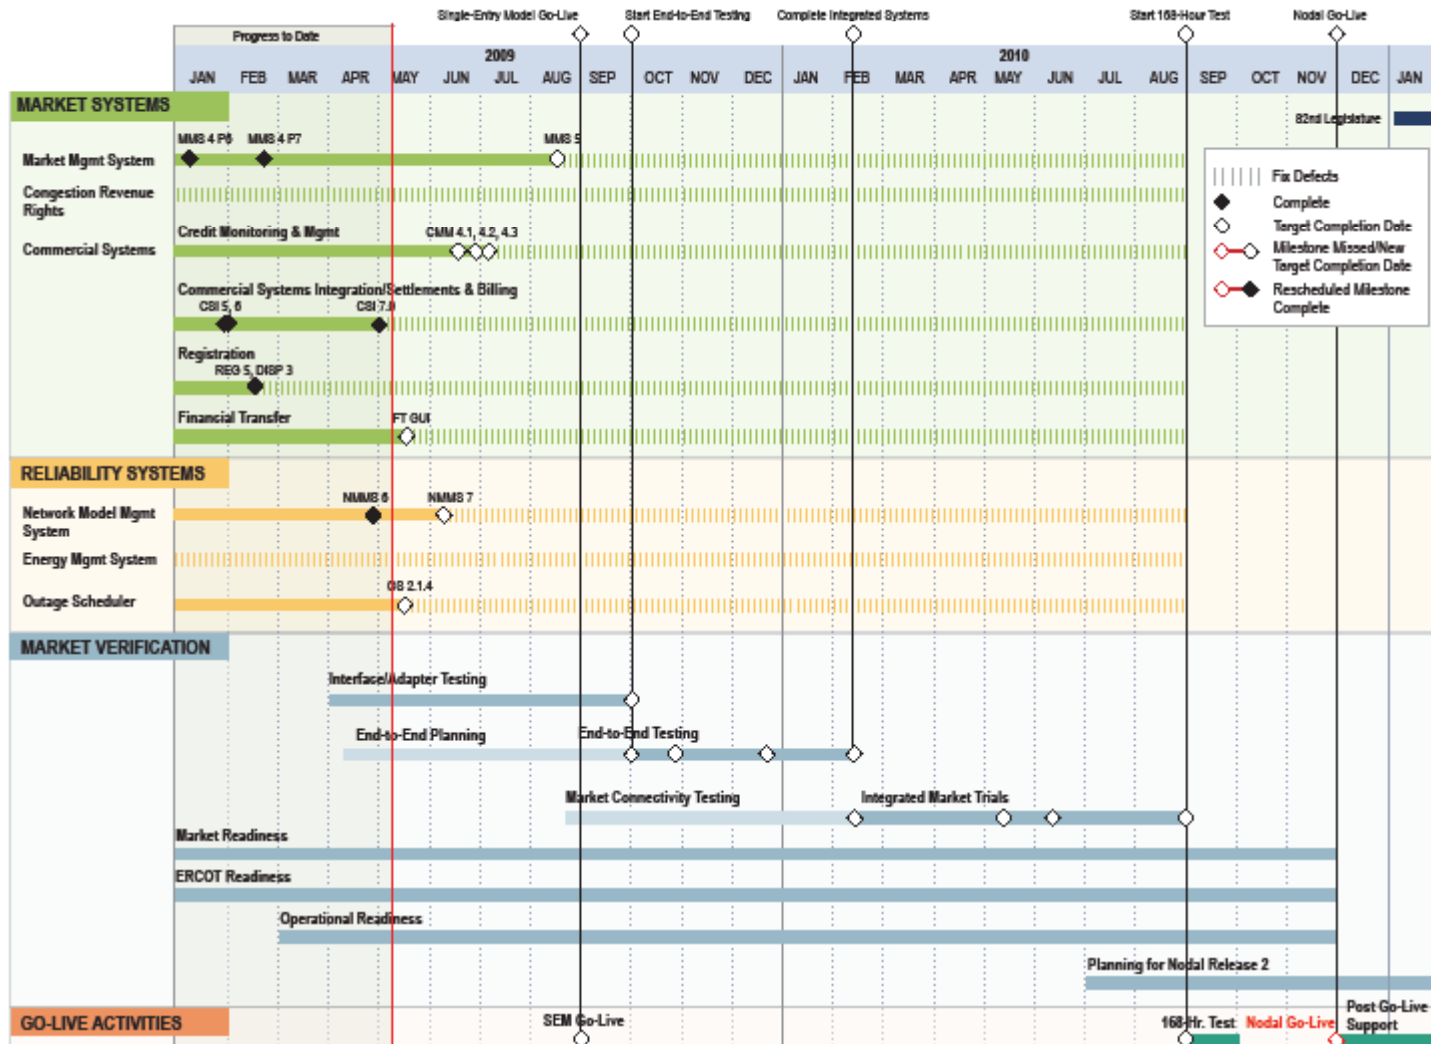 Single-Entry Model Go-Live
Start End-to-End Testing
Complete Integrated Systems
Start 168-Hour Test
Nodal Go-Live
Progress to Date
2009
2010
JAN FEB MAR APR MAY JUN JUL AUG SEP OCT NOV DEC JAN FEB MAR APR MAY JUN JUL AUG SEP OCT NOV DEC JAN
MARKET SYSTEMS
82nd Legislature
MMS 4 P6
MMS 4 P7
MMS 5
Market Mgmt System
Congestion Revenue
Rights
Credit Monitoring & Mgmt
CMM 4.1, 4.2, 4.3
Commercial Systems
Commercial Systems Integration/Settlements & Billing
CSI 5, 6
CSI 7.0
Registration
REG 5, DISP 3
Financial Transfer
FT GUI
Fix Defects
Complete
Target Completion Date
Milestone Missed/New
Target Completion Date
Rescheduled Milestone
Complete
RELIABILITY SYSTEMS
NMMS 6
NMMS 7
Network Model Mgmt
System
Energy Mgmt System
OS 2.1.4
Outage Scheduler
MARKET VERIFICATION
Interface/Adapter Testing
End-to-End Planning
End-to-End Testing
Market Connectivity Testing
Integrated Market Trials
Market Readiness
ERCOT Readiness
Operational Readiness
Planning for Nodal Release 2
GO-LIVE ACTIVITIES
SEM Go-Live
168-Hr. Test
Nodal Go-Live
Post Go-Live
Support